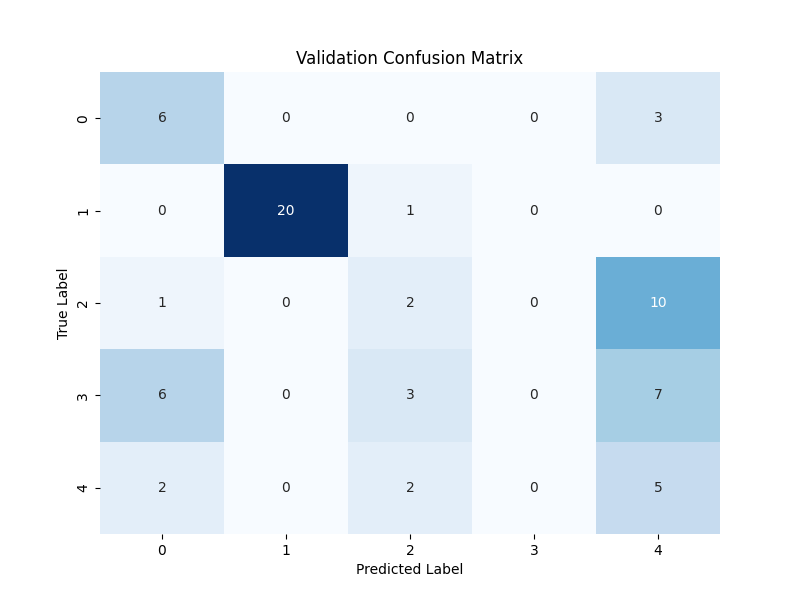 Validation Confusion Matrix
True Label
0 6 0 0 0 3
1 0 20 1 0 0
2 1 0 2 0 10
3 6 0 3 0 7
4 2 0 2 0 5
0 1 2 3 4
Predicted Label